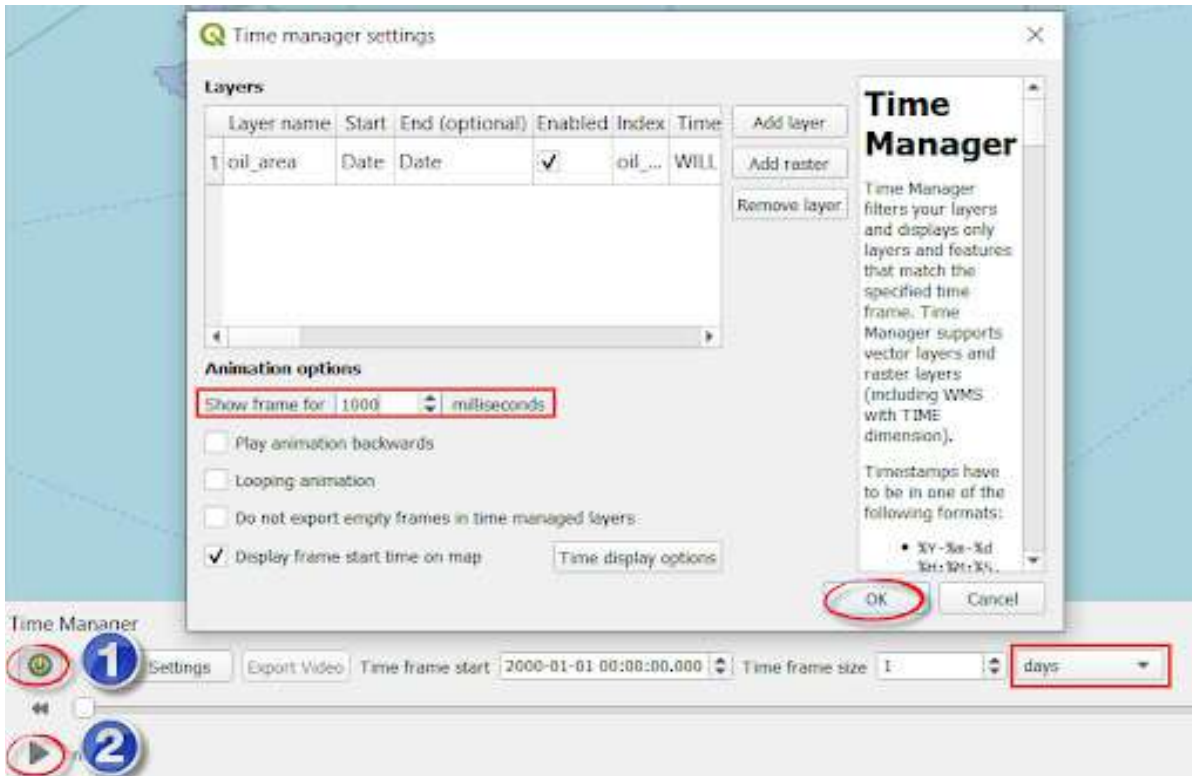 Time manager settings
Layers
Layer name Start End (optional) Enabled Index Time
1 oil_area Date Date oil_... WILL
Add layer
Add raster
Remove layer
Animation options
Show frame for 1000 milliseconds
Play animation backwards
Looping animation
Do not export empty frames in time managed layers
Display frame start time on map
Time display options
Time
Manager
Time Manager
filters your layers
and displays only
layers and features
that match the
specified time
frame. Time
Manager supports
vector layers and
raster layers
(including WMS
with TIME
dimension).
Timestamps have
to be in one of the
following formats:
• %Y-%m-%d
OK Cancel
Time Manager
1 Settings Export Video Time frame start 2000-01-01 00:00:00.000 Time frame size 1 days
2